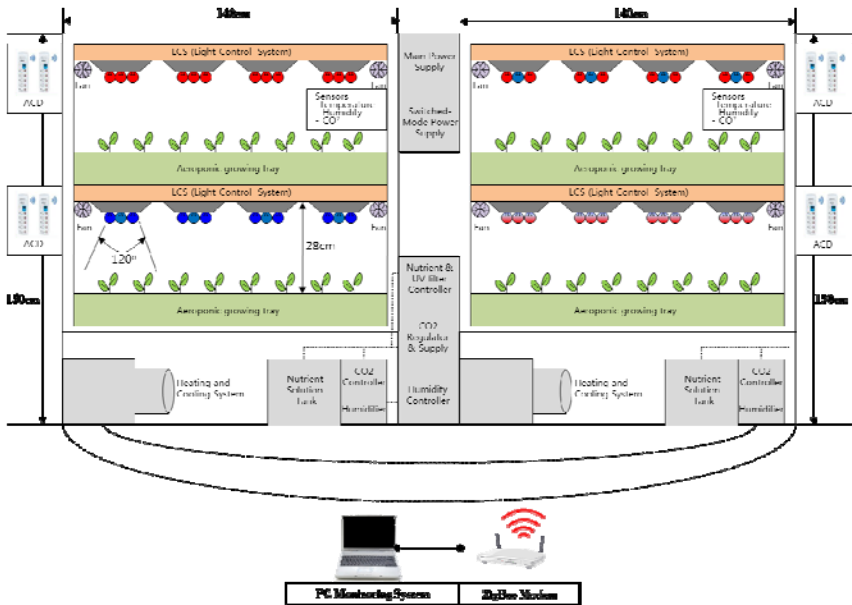 140cm
LCS (Light Control System)
Fan
Fan
Sensors
Temperature
Humidity
- CO²
Aeroponic growing tray
ACD
LCS (Light Control System)
Fan
Fan
120º
28cm
Aeroponic growing tray
ACD
Heating and
Cooling System
Nutrient
Solution
Tank
CO2
Controller
Humidifier
Main Power
Supply
Switched-
Mode Power
Supply
Nutrient &
UV filter
Controller
CO2
Regulator
& Supply
Humidity
Controller
140cm
LCS (Light Control System)
Fan
Fan
Sensors
Temperature
Humidity
- CO²
Aeroponic growing tray
ACD
LCS (Light Control System)
Fan
Fan
Aeroponic growing tray
ACD
Heating and
Cooling System
Nutrient
Solution
Tank
CO2
Controller
Humidifier
PC Monitoring System
ZigBee Modem